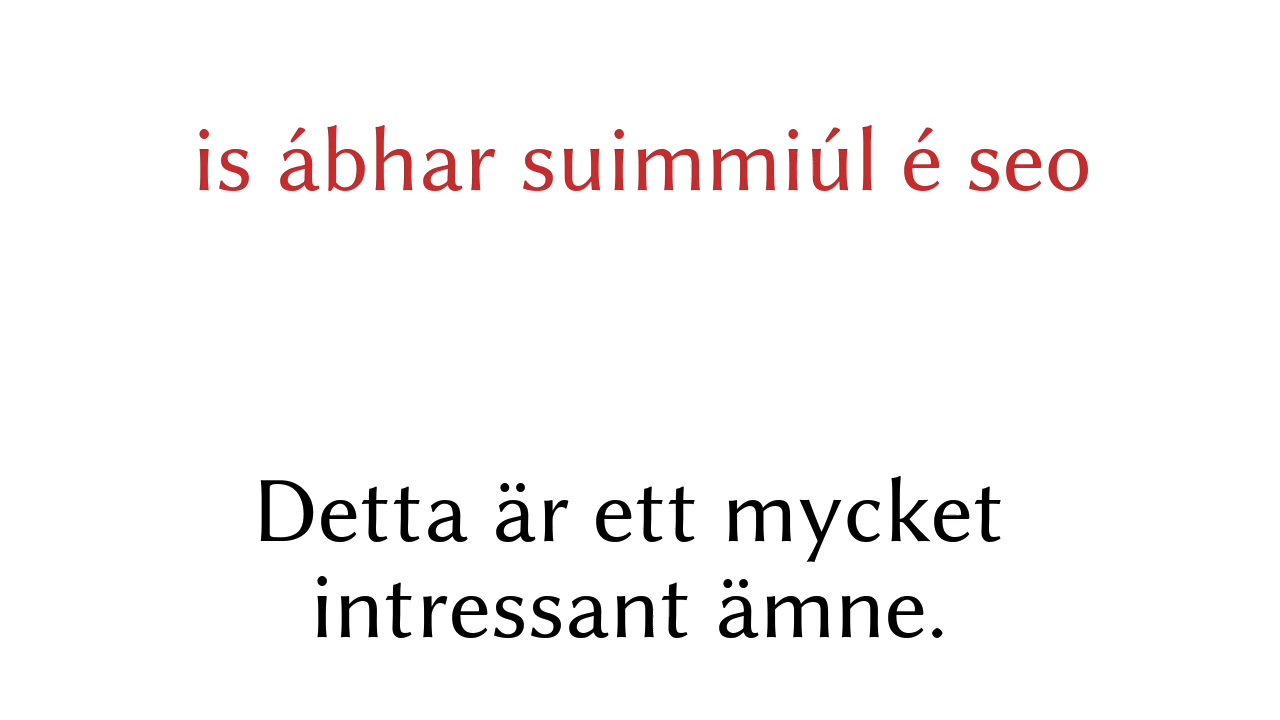 is ábhar suimmiúl é seo
Detta är ett mycket
intressant ämne.